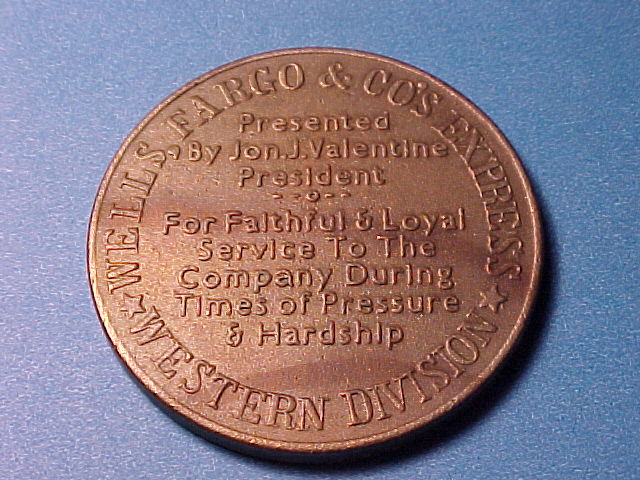 WELLS, FARGO & CO'S EXPRESS
Presented
By Jon.J.Valentine
President
For Faithful & Loyal
Service To The
Company During
Times of Pressure
& Hardship
WESTERN DIVISION